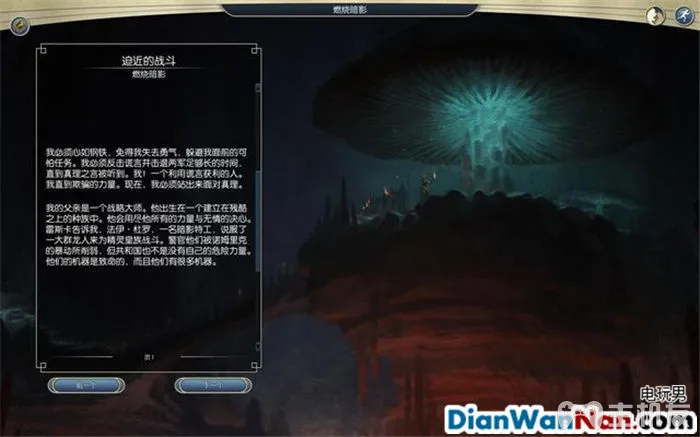 燃烧暗影
迫近的战斗
燃烧暗影
我必须心如钢铁，免得我失去勇气，躲避我面前的可
怕任务。我必须反击谎言并击退两军足够长的时间，
直到真理之言被听到。我！一个利用谎言获利的人。
我直到欺骗的力量。现在，我必须站出来面对真理。
我的父亲是一个战略大师。他出生在一个建立在残酷
之上的种族中。他会用尽他所有的力量与无情的决心。
雷斯卡告诉我，法伊·杜罗，一名暗影特工，说服了
一大群龙人来为精灵皇族战斗。警官他们被诺姆里克
的暴动所削弱，但共和国也不是没有自己的危险力量。
他们的机器是致命的，而且他们有很多机器。
页 1
前一个
下一个
电玩男
DianWanNan.com